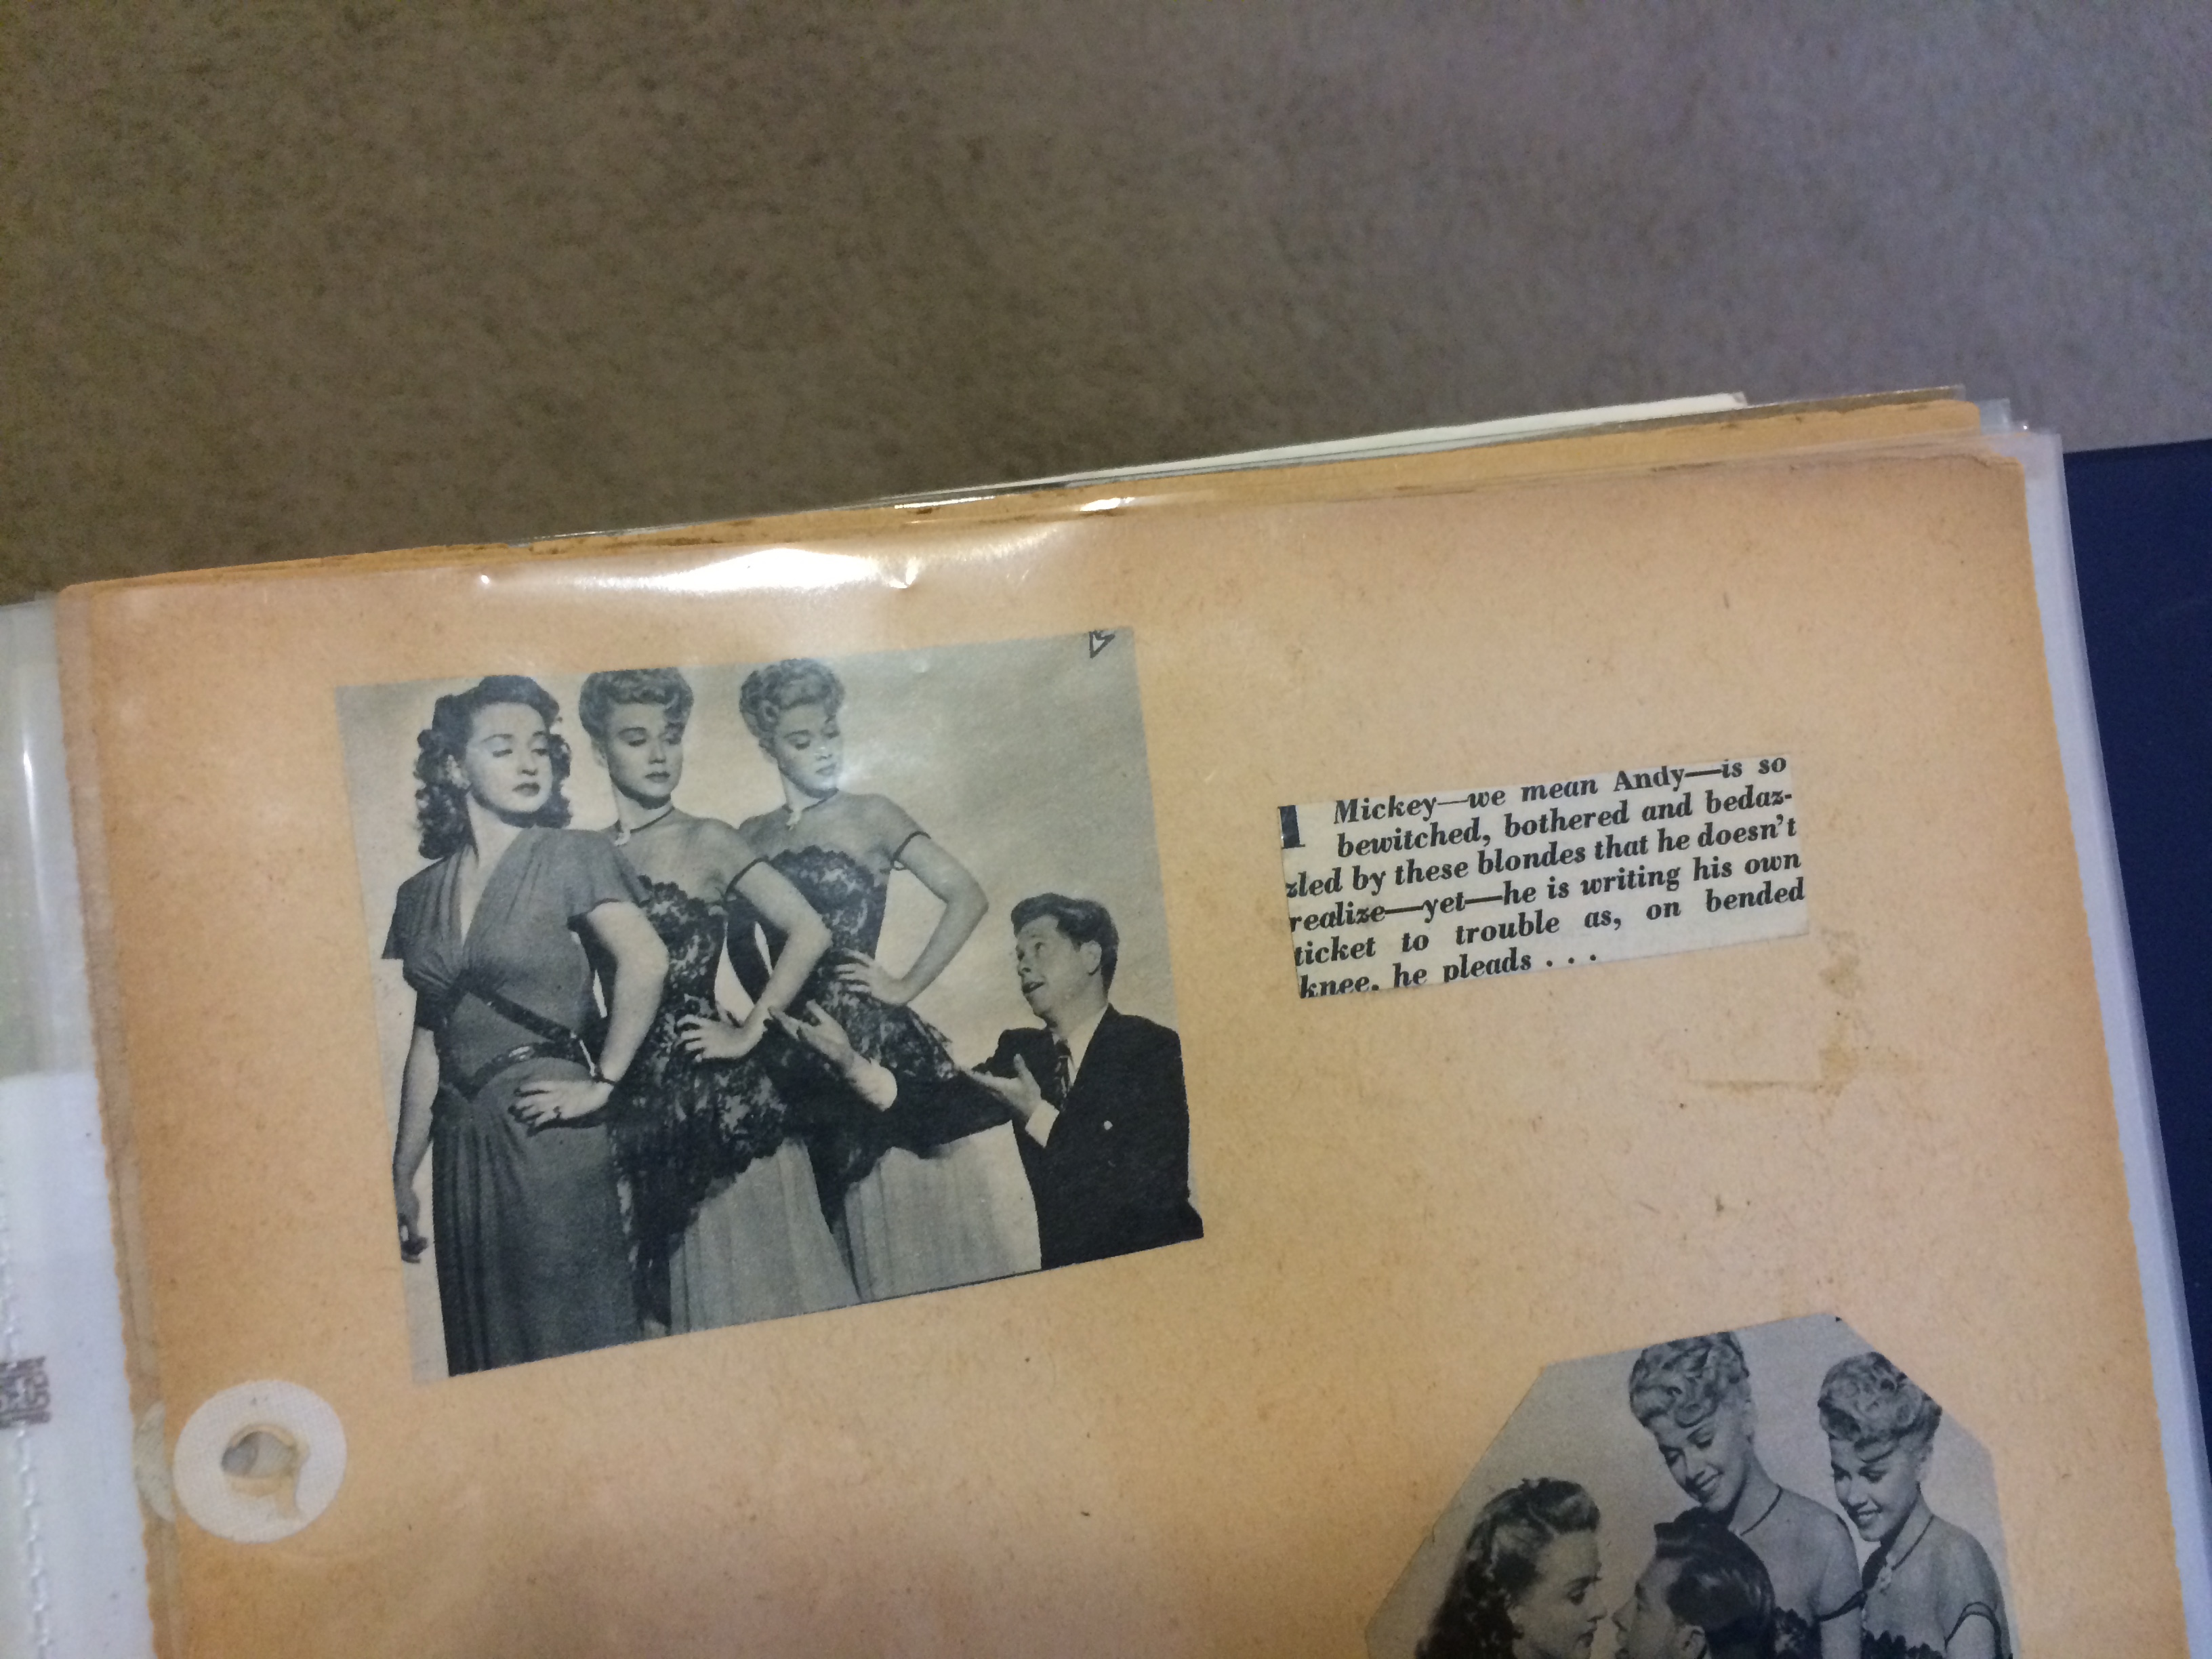 1 Mickey—we mean Andy—is so
bewitched, bothered and bedaz-
zled by these blondes that he doesn't
realize—yet—he is writing his own
ticket to trouble as, on bended
knee, he pleads . . .